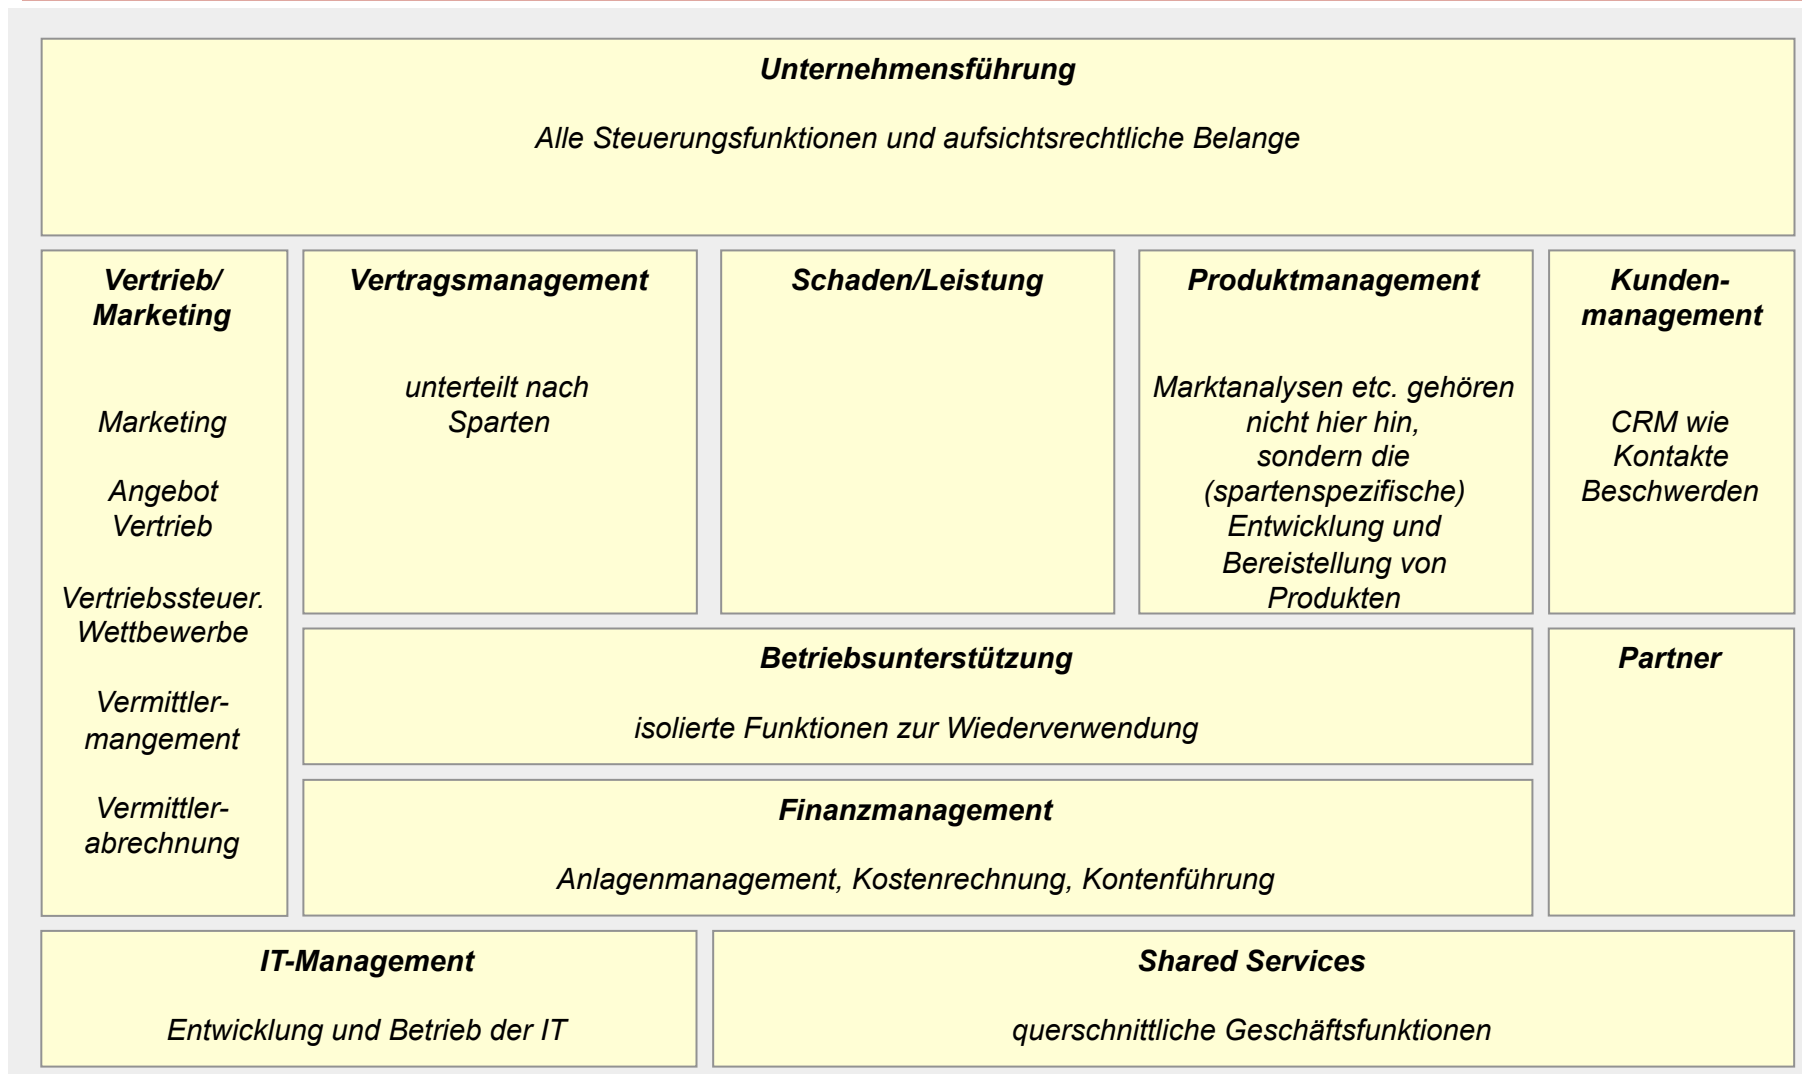 Unternehmensführung
Alle Steuerungsfunktionen und aufsichtsrechtliche Belange
Vertrieb/
Marketing
Marketing
Angebot
Vertrieb
Vertriebssteuer.
Wettbewerbe
Vermittler-
mangement
Vermittler-
abrechnung
Vertragsmanagement
unterteilt nach
Sparten
Schaden/Leistung
Produktmanagement
Marktanalysen etc. gehören
nicht hier hin,
sondern die
(spartenspezifische)
Entwicklung und
Bereistellung von
Produkten
Kunden-
management
CRM wie
Kontakte
Beschwerden
Betriebsunterstützung
isolierte Funktionen zur Wiederverwendung
Partner
Finanzmanagement
Anlagenmanagement, Kostenrechnung, Kontenführung
IT-Management
Entwicklung und Betrieb der IT
Shared Services
querschnittliche Geschäftsfunktionen